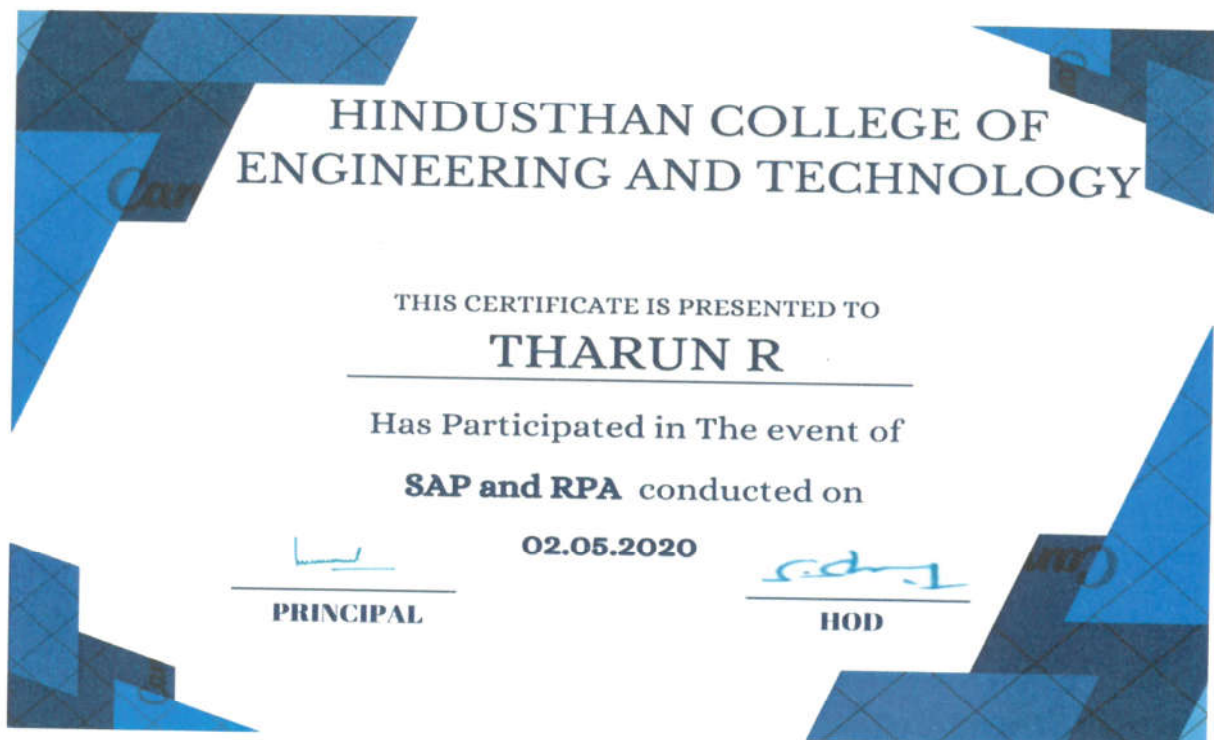 HINDUSTHAN COLLEGE OF
ENGINEERING AND TECHNOLOGY
THIS CERTIFICATE IS PRESENTED TO
THARUN R
Has Participated in The event of
SAP and RPA conducted on
02.05.2020
PRINCIPAL
HOD